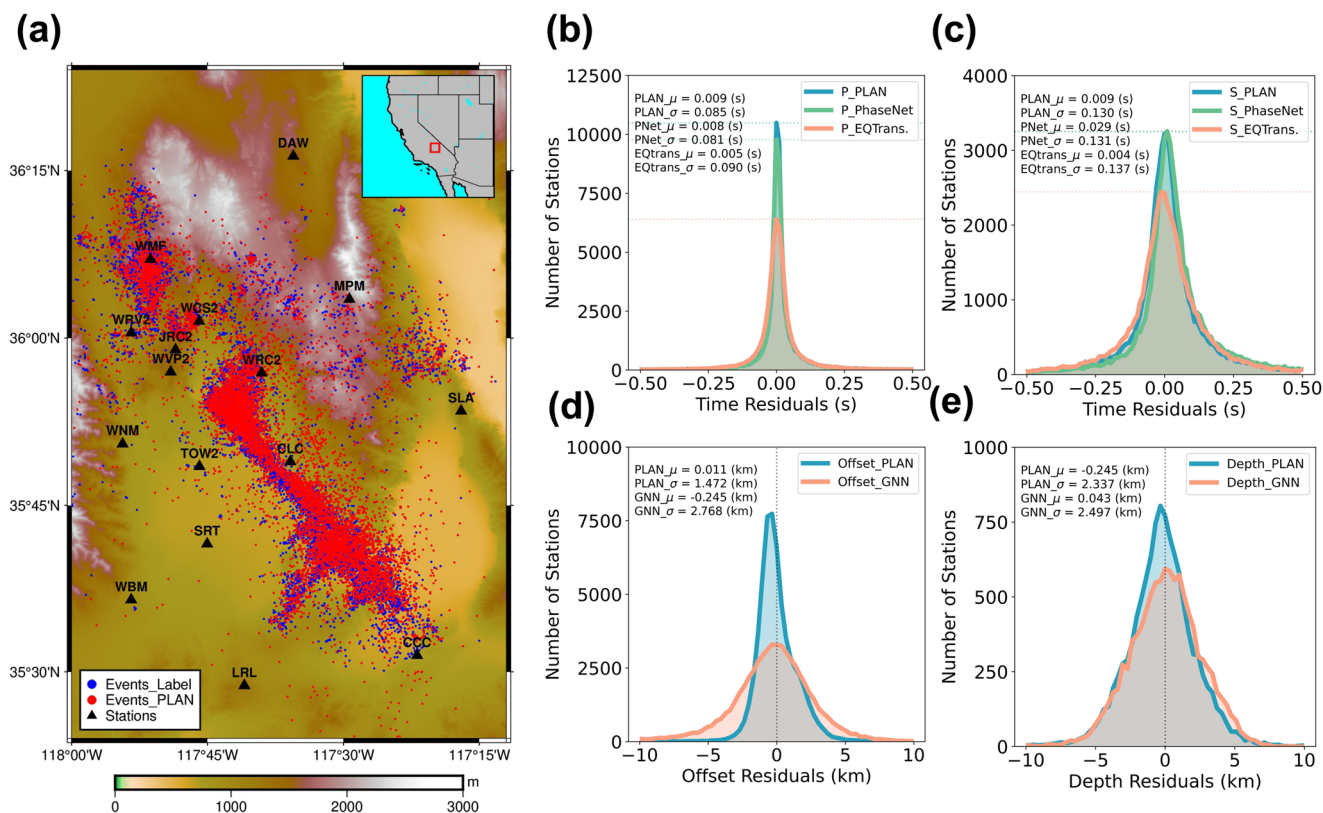 (a)
36°15'N
36°00'N
35°45'N
35°30'N
118°00'W
117°45'W
117°30'W
117°15'W
DAW
WMF
MPM
WCS2
WRV2
JRC2
WVP2
WRC2
SLA
WNM
TOW2
CLC
SRT
WBM
CCC
LRL
Events_Label
Events_PLAN
Stations
m
0
1000
2000
3000
(b)
Number of Stations
12500
10000
7500
5000
2500
0
PLAN_μ = 0.009 (s)
PLAN_σ = 0.085 (s)
PNet_μ = 0.008 (s)
PNet_σ = 0.081 (s)
EQtrans_μ = 0.005 (s)
EQtrans_σ = 0.090 (s)
P_PLAN
P_PhaseNet
P_EQTrans.
−0.50
−0.25
0.00
0.25
0.50
Time Residuals (s)
(c)
Number of Stations
4000
3000
2000
1000
0
PLAN_μ = 0.009 (s)
PLAN_σ = 0.130 (s)
PNet_μ = 0.029 (s)
PNet_σ = 0.131 (s)
EQtrans_μ = 0.004 (s)
EQtrans_σ = 0.137 (s)
S_PLAN
S_PhaseNet
S_EQTrans.
−0.50
−0.25
0.00
0.25
0.50
Time Residuals (s)
(d)
Number of Stations
10000
7500
5000
2500
0
PLAN_μ = 0.011 (km)
PLAN_σ = 1.472 (km)
GNN_μ = -0.245 (km)
GNN_σ = 2.768 (km)
Offset_PLAN
Offset_GNN
−10
−5
0
5
10
Offset Residuals (km)
(e)
Number of Stations
1000
750
500
250
0
PLAN_μ = -0.245 (km)
PLAN_σ = 2.337 (km)
GNN_μ = 0.043 (km)
GNN_σ = 2.497 (km)
Depth_PLAN
Depth_GNN
−10
−5
0
5
10
Depth Residuals (km)